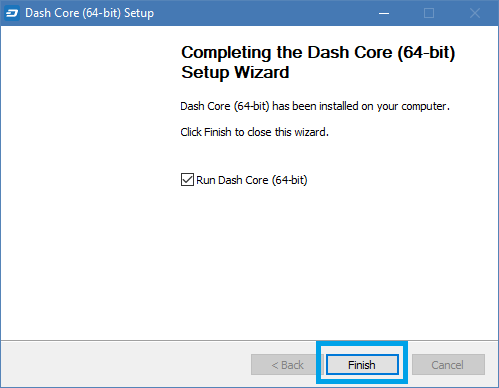 Dash Core (64-bit) Setup
Completing the Dash Core (64-bit)
Setup Wizard
Dash Core (64-bit) has been installed on your computer.
Click Finish to close this wizard.
Run Dash Core (64-bit)
< Back
Finish
Cancel